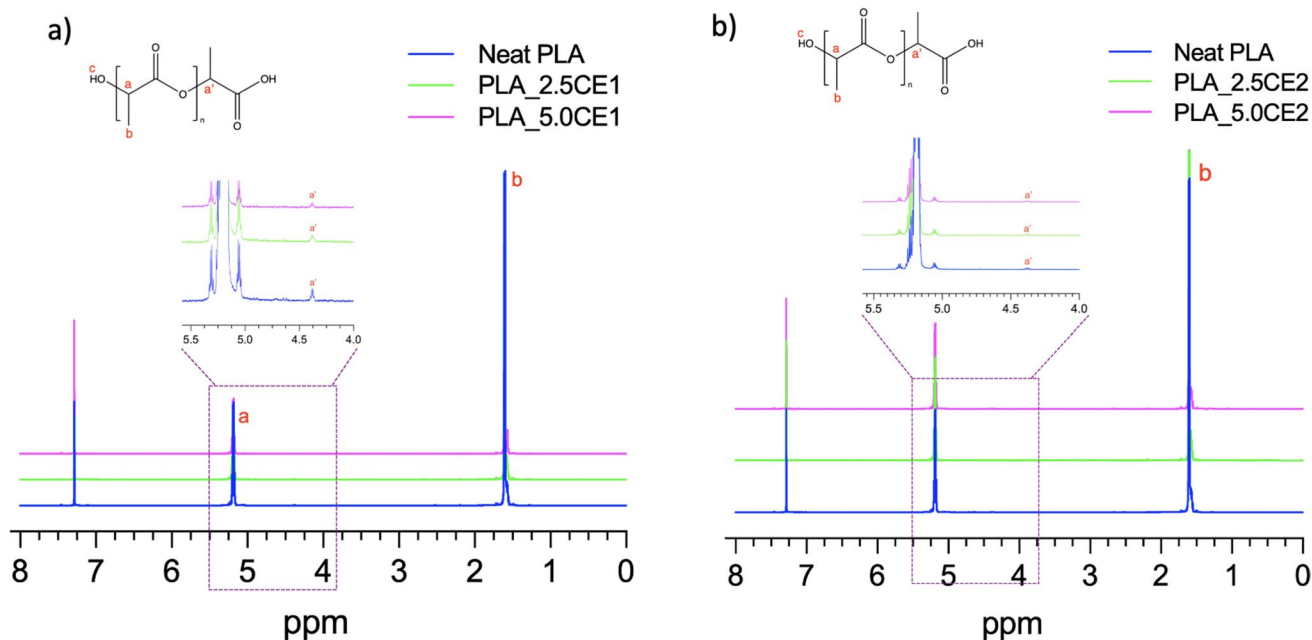 a)
O
c
HO
a
O
a'
OH
b
n
O
Neat PLA
PLA_2.5CE1
PLA_5.0CE1
a'
a'
a'
5.5 5.0 4.5 4.0
b
a
8 7 6 5 4 3 2 1 0
ppm
b)
O
c
HO
a
O
a'
OH
b
n
O
Neat PLA
PLA_2.5CE2
PLA_5.0CE2
a'
a'
a'
5.5 5.0 4.5 4.0
b
8 7 6 5 4 3 2 1 0
ppm